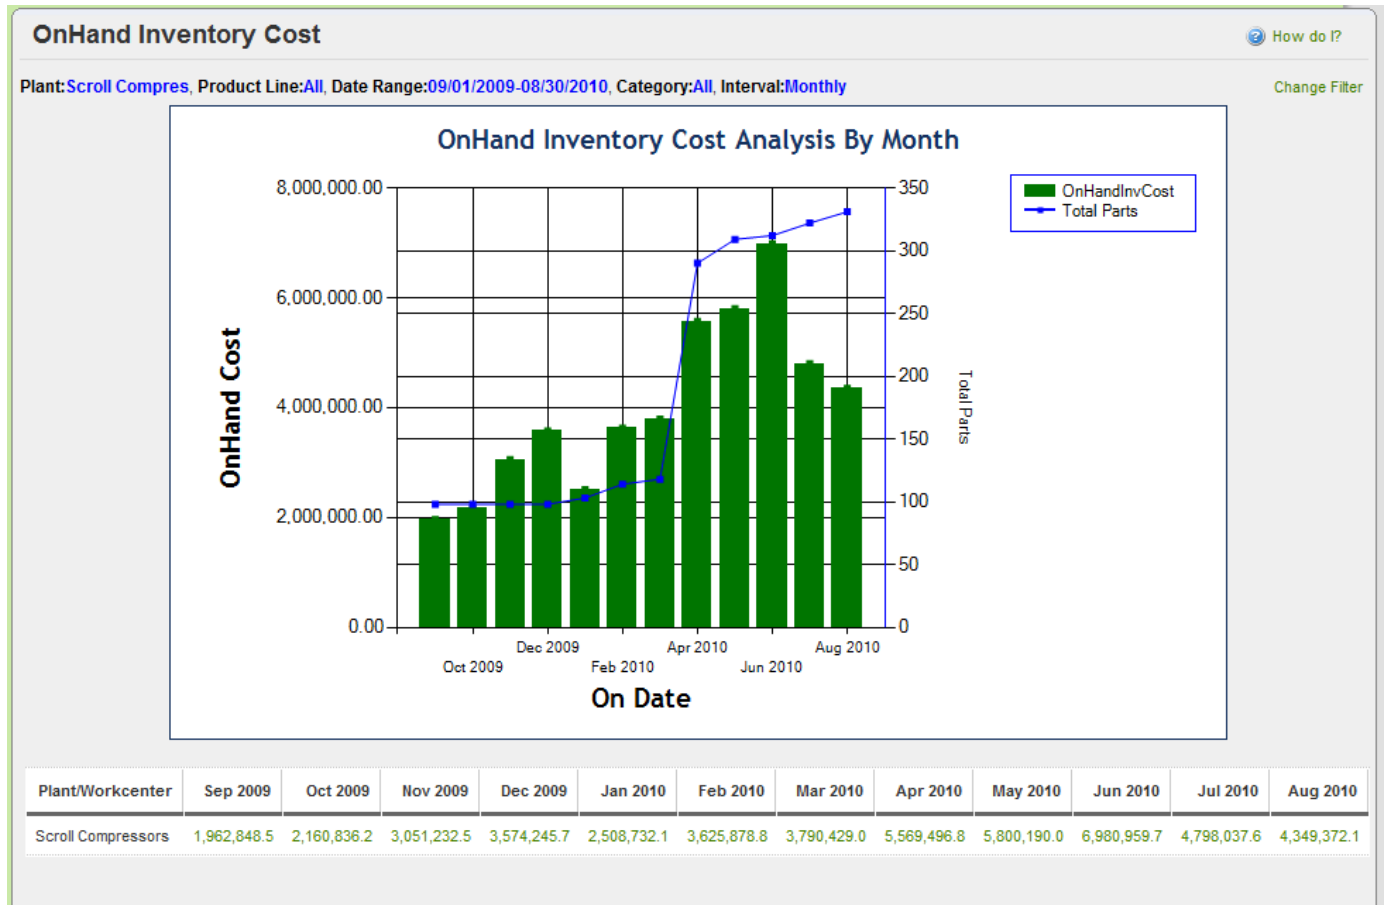 OnHand Inventory Cost
How do I?
Plant:Scroll Compres, Product Line:All, Date Range:09/01/2009-08/30/2010, Category:All, Interval:Monthly
Change Filter
OnHand Inventory Cost Analysis By Month
8,000,000.00
6,000,000.00
4,000,000.00
2,000,000.00
0.00
OnHand Cost
350
300
250
200
150
100
50
0
Total Parts
OnHandInvCost
Total Parts
Dec 2009 Apr 2010 Aug 2010
Oct 2009 Feb 2010 Jun 2010
On Date
Plant/Workcenter Sep 2009 Oct 2009 Nov 2009 Dec 2009 Jan 2010 Feb 2010 Mar 2010 Apr 2010 May 2010 Jun 2010 Jul 2010 Aug 2010
Scroll Compressors 1,962,848.5 2,160,836.2 3,051,232.5 3,574,245.7 2,508,732.1 3,625,878.8 3,790,429.0 5,569,496.8 5,800,190.0 6,980,959.7 4,798,037.6 4,349,372.1